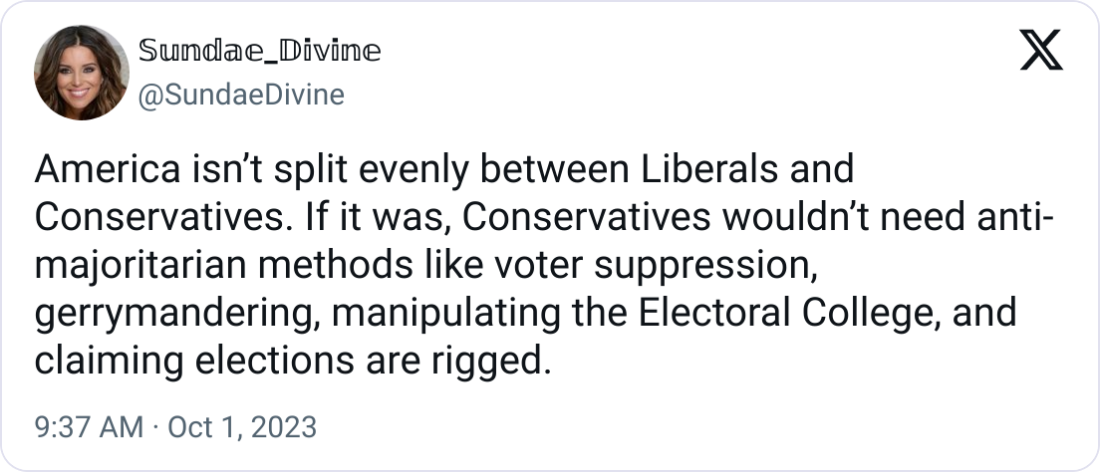 𝕊𝕦𝕟𝕕𝕒𝕖_𝔻𝕚𝕧𝕚𝕟𝕖
@SundaeDivine
America isn’t split evenly between Liberals and
Conservatives. If it was, Conservatives wouldn’t need anti-
majoritarian methods like voter suppression,
gerrymandering, manipulating the Electoral College, and
claiming elections are rigged.
9:37 AM · Oct 1, 2023